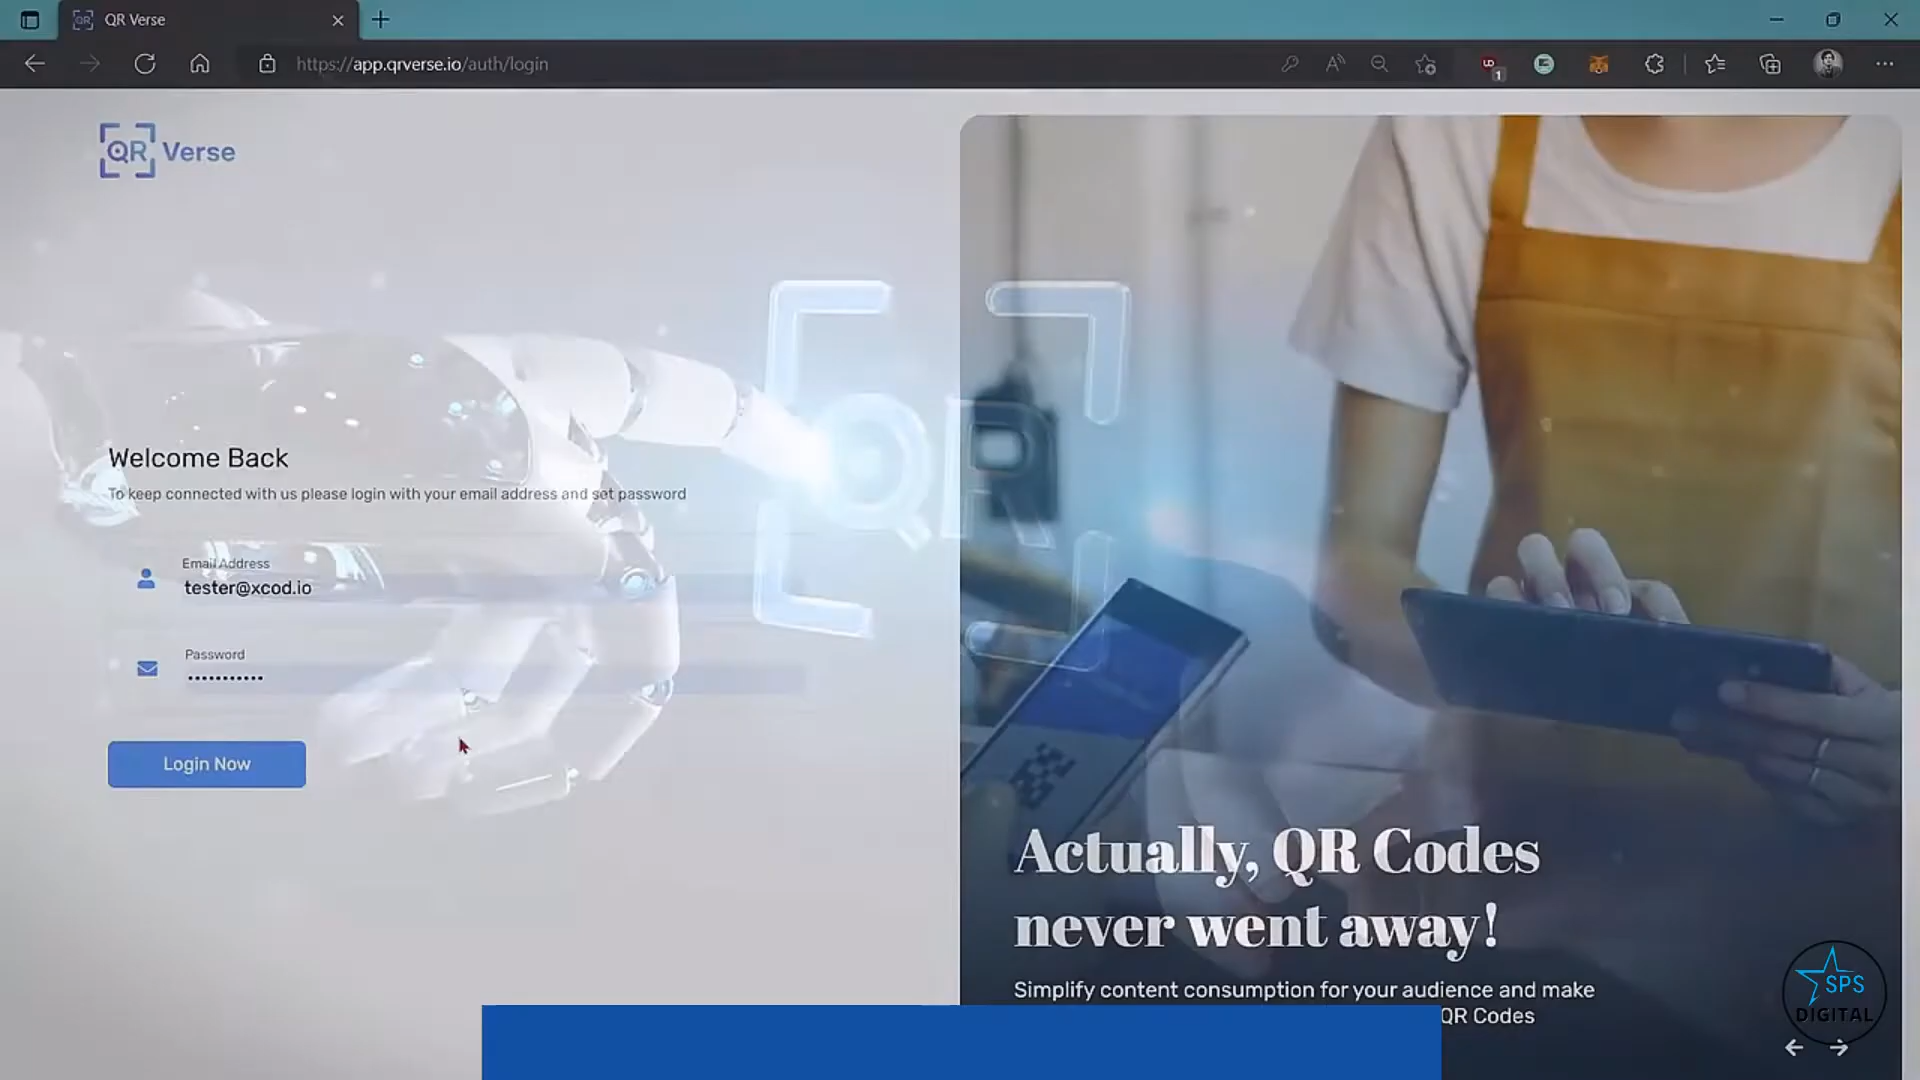 QR Verse
https://app.qrverse.io/auth/login
1
QR Verse
QR
Welcome Back
To keep connected with us please login with your email address and set password
Email Address
tester@xcod.io
Password
•••••••••••
Login Now
Actually, QR Codes
never went away!
Simplify content consumption for your audience and make
QR Codes
SPS
DIGITAL